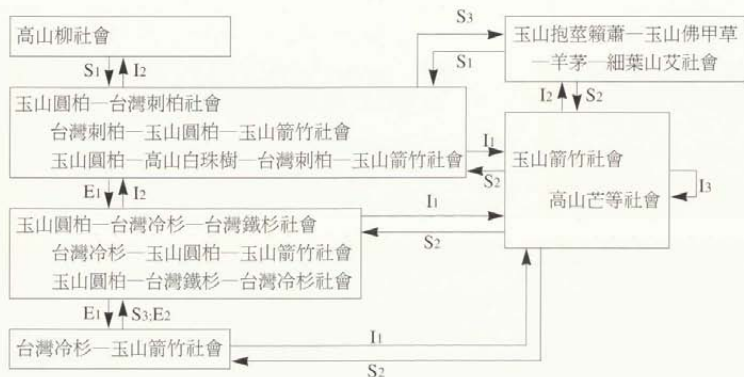 高山柳社會
S1
I2
玉山圓柏—台灣刺柏社會
台灣刺柏—玉山圓柏—玉山箭竹社會
玉山圓柏—高山白珠樹—台灣刺柏—玉山箭竹社會
E1
I2
玉山圓柏—台灣冷杉—台灣鐵杉社會
台灣冷杉—玉山圓柏—玉山箭竹社會
玉山圓柏—台灣鐵杉—台灣冷杉社會
E1
S3;E2
台灣冷杉—玉山箭竹社會
S3
S1
玉山抱莖籟蕭—玉山佛甲草
—羊茅—細葉山艾社會
I2
S2
玉山箭竹社會
高山芒等社會
I3
I1
S2
I1
S2
I1
S2